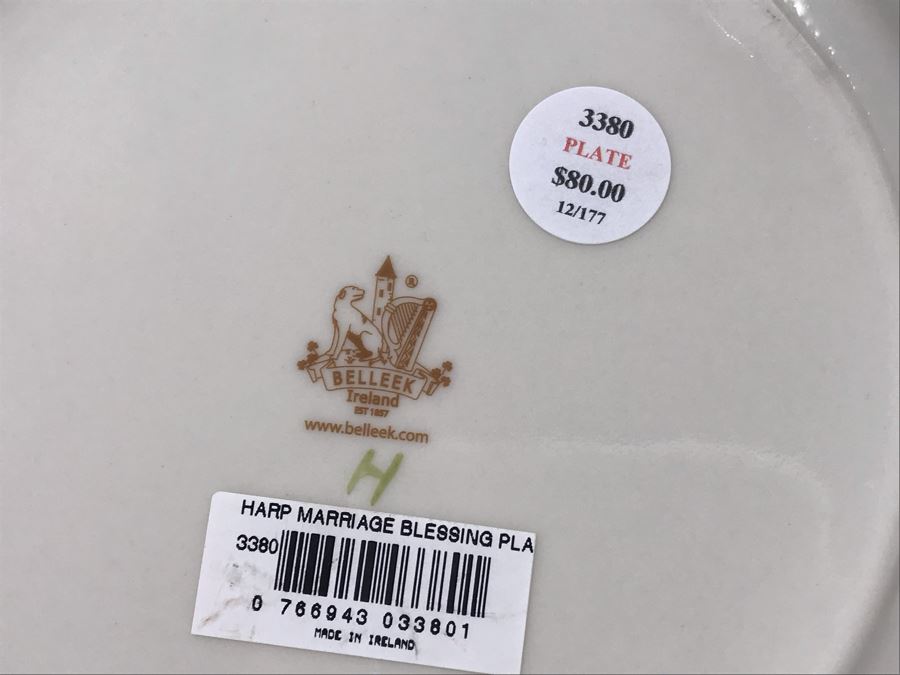 3380
PLATE
$80.00
12/177
®
BELLEEK
Ireland
EST 1857
www.belleek.com
H
HARP MARRIAGE BLESSING PLA
3380
0 766943 033801
MADE IN IRELAND